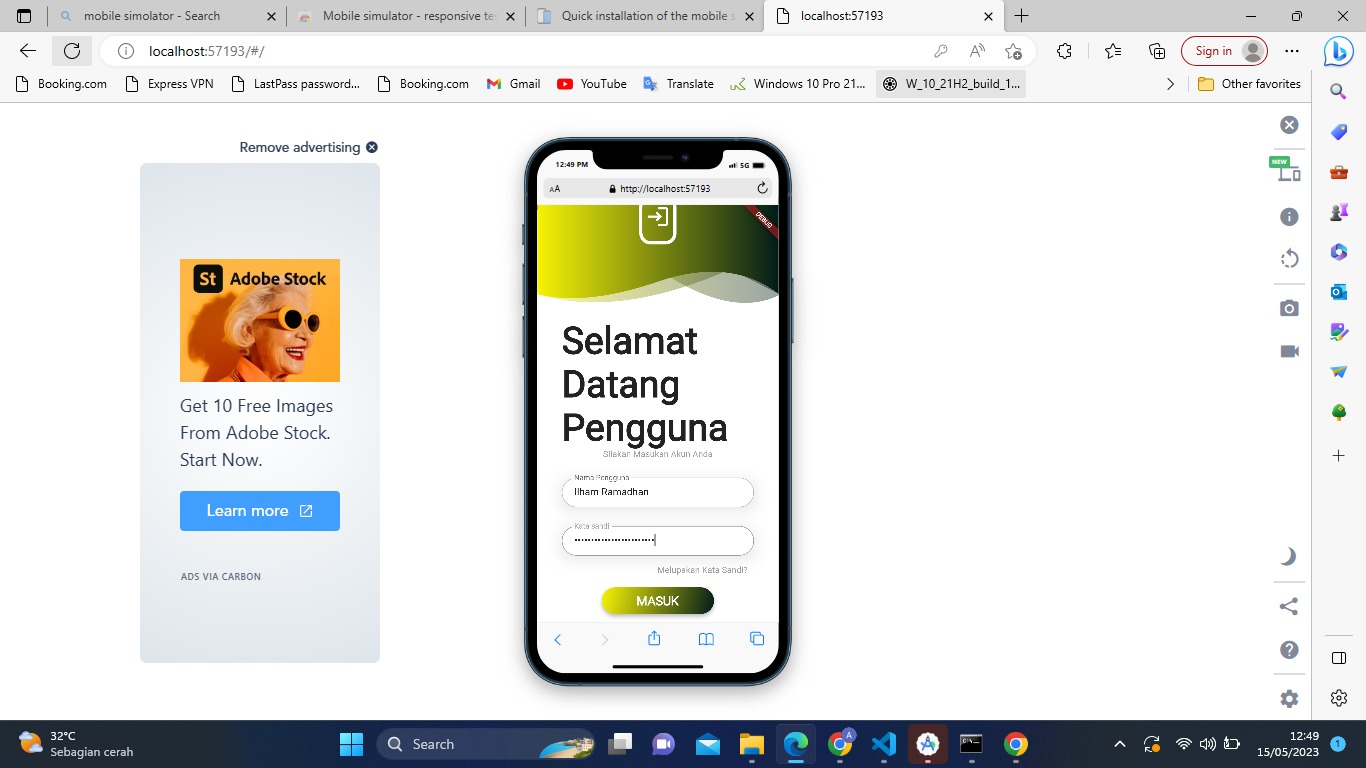 mobile simolator - Search
Mobile simulator - responsive te
Quick installation of the mobile s
localhost:57193
localhost:57193/#/
Sign in
Booking.com
Express VPN
LastPass password...
Booking.com
Gmail
YouTube
Translate
Windows 10 Pro 21...
W_10_21H2_build_1...
Other favorites
Remove advertising
St Adobe Stock
Get 10 Free Images
From Adobe Stock.
Start Now.
Learn more
ADS VIA CARBON
12:49 PM
5G
AA
http://localhost:57193
DEBUG
Selamat
Datang
Pengguna
Silakan Masukan Akun Anda
Nama Pengguna
Ilham Ramadhan
Kata sandi
Melupakan Kata Sandi?
MASUK
NEW
32°C
Sebagian cerah
Search
A
12:49
15/05/2023
1